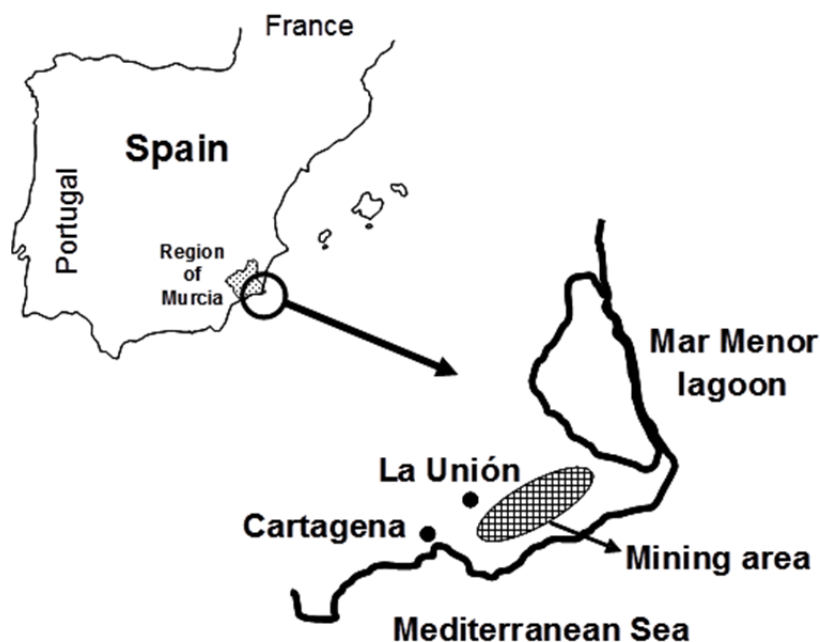 France
Spain
Portugal
Region
of
Murcia
Mar Menor
lagoon
La Unión
Cartagena
Mining area
Mediterranean Sea